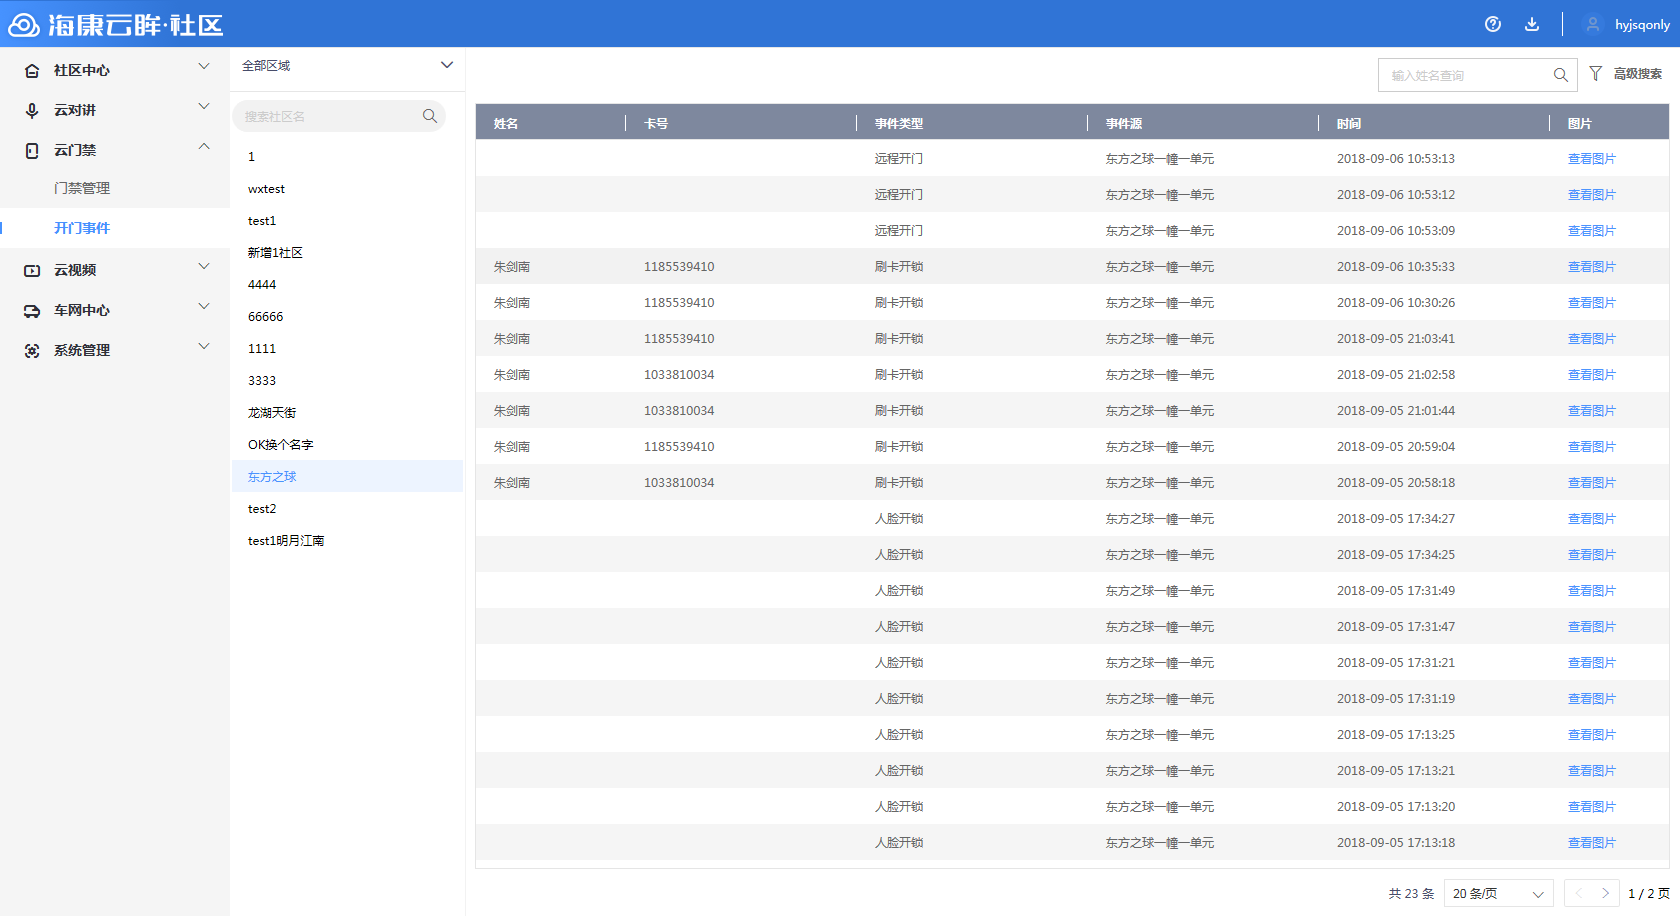 海康云眸·社区
hyjsqonly
社区中心
云对讲
云门禁
门禁管理
开门事件
云视频
车网中心
系统管理
全部区域
搜索社区名
1
wxtest
test1
新增1社区
4444
66666
1111
3333
龙湖天街
OK换个名字
东方之球
test2
test1明月江南
输入姓名查询
高级搜索
姓名 卡号 事件类型 事件源 时间 图片
远程开门 东方之球一幢一单元 2018-09-06 10:53:13 查看图片
远程开门 东方之球一幢一单元 2018-09-06 10:53:12 查看图片
远程开门 东方之球一幢一单元 2018-09-06 10:53:09 查看图片
朱剑南 1185539410 刷卡开锁 东方之球一幢一单元 2018-09-06 10:35:33 查看图片
朱剑南 1185539410 刷卡开锁 东方之球一幢一单元 2018-09-06 10:30:26 查看图片
朱剑南 1185539410 刷卡开锁 东方之球一幢一单元 2018-09-05 21:03:41 查看图片
朱剑南 1033810034 刷卡开锁 东方之球一幢一单元 2018-09-05 21:02:58 查看图片
朱剑南 1033810034 刷卡开锁 东方之球一幢一单元 2018-09-05 21:01:44 查看图片
朱剑南 1185539410 刷卡开锁 东方之球一幢一单元 2018-09-05 20:59:04 查看图片
朱剑南 1033810034 刷卡开锁 东方之球一幢一单元 2018-09-05 20:58:18 查看图片
人脸开锁 东方之球一幢一单元 2018-09-05 17:34:27 查看图片
人脸开锁 东方之球一幢一单元 2018-09-05 17:34:25 查看图片
人脸开锁 东方之球一幢一单元 2018-09-05 17:31:49 查看图片
人脸开锁 东方之球一幢一单元 2018-09-05 17:31:47 查看图片
人脸开锁 东方之球一幢一单元 2018-09-05 17:31:21 查看图片
人脸开锁 东方之球一幢一单元 2018-09-05 17:31:19 查看图片
人脸开锁 东方之球一幢一单元 2018-09-05 17:13:25 查看图片
人脸开锁 东方之球一幢一单元 2018-09-05 17:13:21 查看图片
人脸开锁 东方之球一幢一单元 2018-09-05 17:13:20 查看图片
人脸开锁 东方之球一幢一单元 2018-09-05 17:13:18 查看图片
共 23 条 20 条/页 1 / 2 页